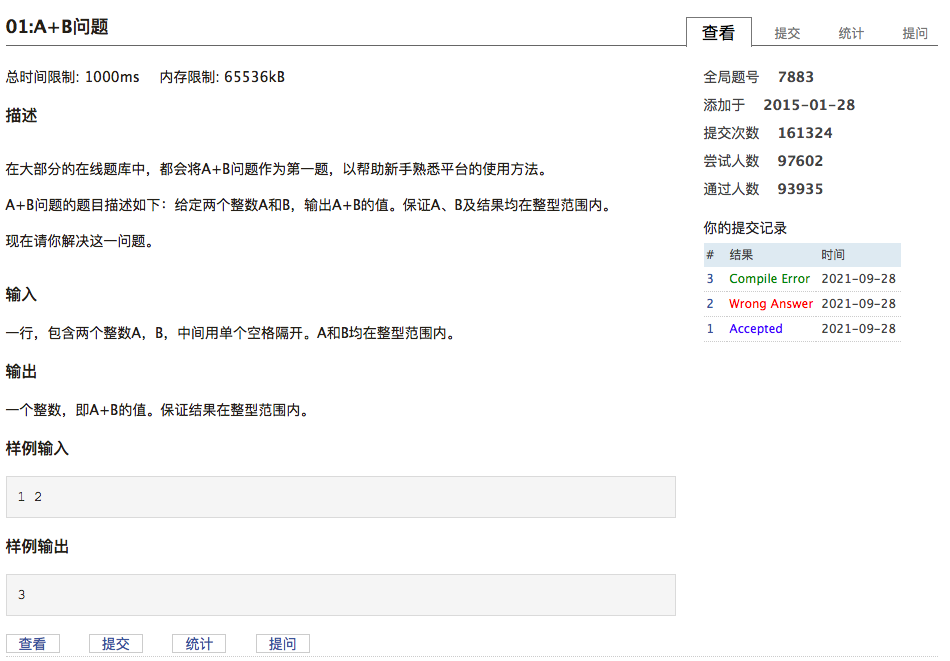 01:A+B问题
查看 提交 统计 提问
总时间限制: 1000ms 内存限制: 65536kB
描述
在大部分的在线题库中，都会将A+B问题作为第一题，以帮助新手熟悉平台的使用方法。
A+B问题的题目描述如下：给定两个整数A和B，输出A+B的值。保证A、B及结果均在整型范围内。
现在请你解决这一问题。
输入
一行，包含两个整数A，B，中间用单个空格隔开。A和B均在整型范围内。
输出
一个整数，即A+B的值。保证结果在整型范围内。
样例输入
1 2
样例输出
3
查看 提交 统计 提问
全局题号 7883
添加于 2015-01-28
提交次数 161324
尝试人数 97602
通过人数 93935
你的提交记录
# 结果 时间
3 Compile Error 2021-09-28
2 Wrong Answer 2021-09-28
1 Accepted 2021-09-28